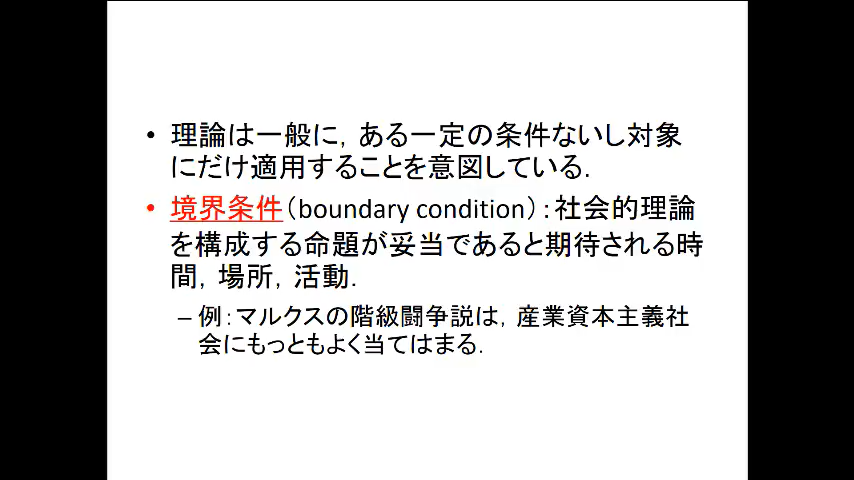 • 理論は一般に，ある一定の条件ないし対象
にだけ適用することを意図している．
• 境界条件（boundary condition）：社会的理論
を構成する命題が妥当であると期待される時
間，場所，活動．
– 例：マルクスの階級闘争説は，産業資本主義社
会にもっともよく当てはまる．